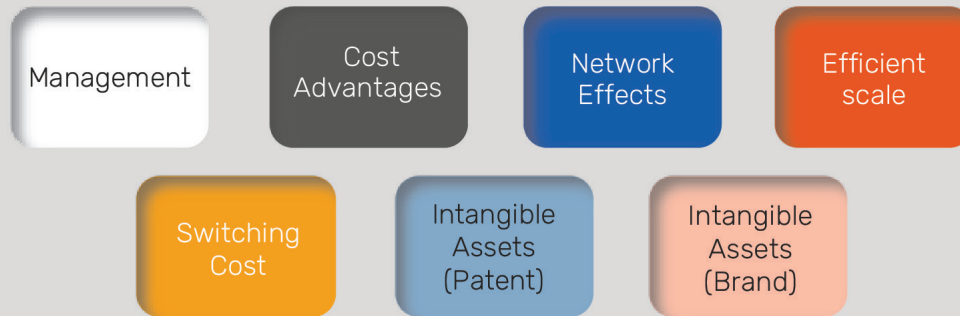 Management
Cost
Advantages
Network
Effects
Efficient
scale
Switching
Cost
Intangible
Assets
(Patent)
Intangible
Assets
(Brand)